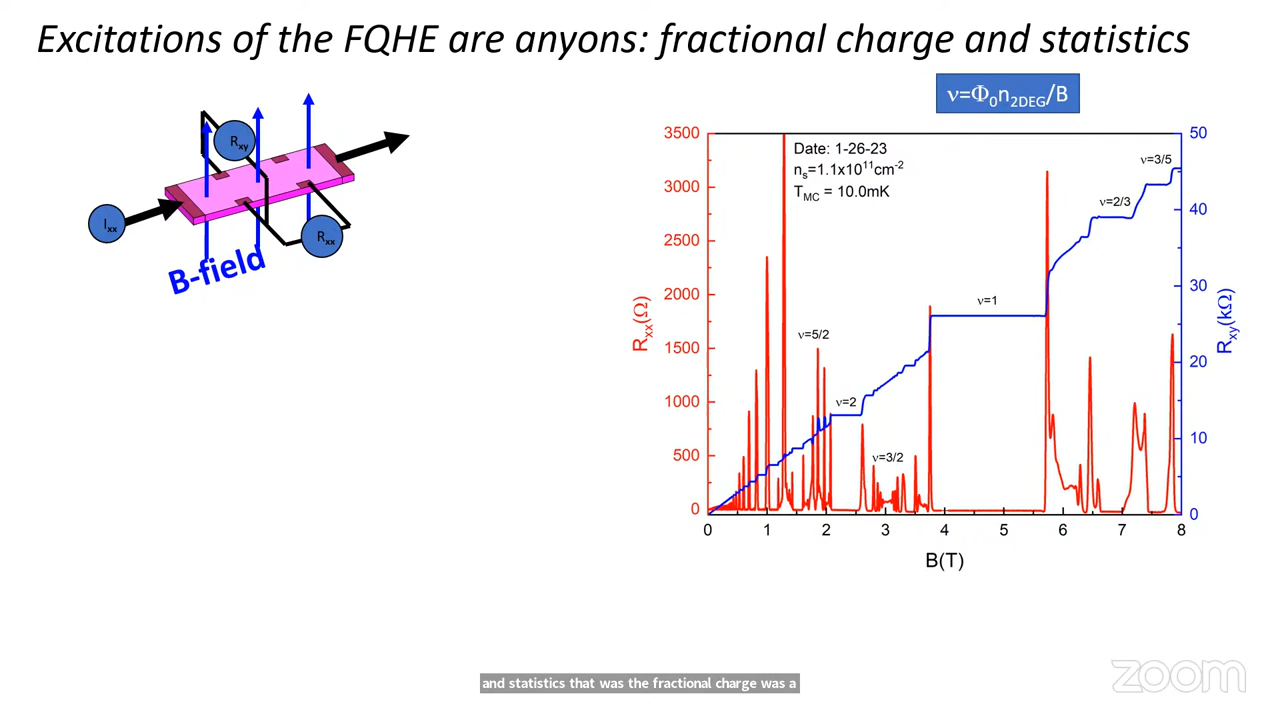 Excitations of the FQHE are anyons: fractional charge and statistics
ν=Φ₀n₂DEG/B
Rxy
Ixx
Rxx
B-field
Date: 1-26-23
nₛ=1.1x10¹¹cm⁻²
T_MC = 10.0mK
ν=3/5
ν=2/3
ν=1
ν=5/2
ν=2
ν=3/2
3500
3000
2500
2000
1500
1000
500
0
Rxx(Ω)
50
40
30
20
10
0
Rxy(kΩ)
0 1 2 3 4 5 6 7 8
B(T)
and statistics that was the fractional charge was a
zoom